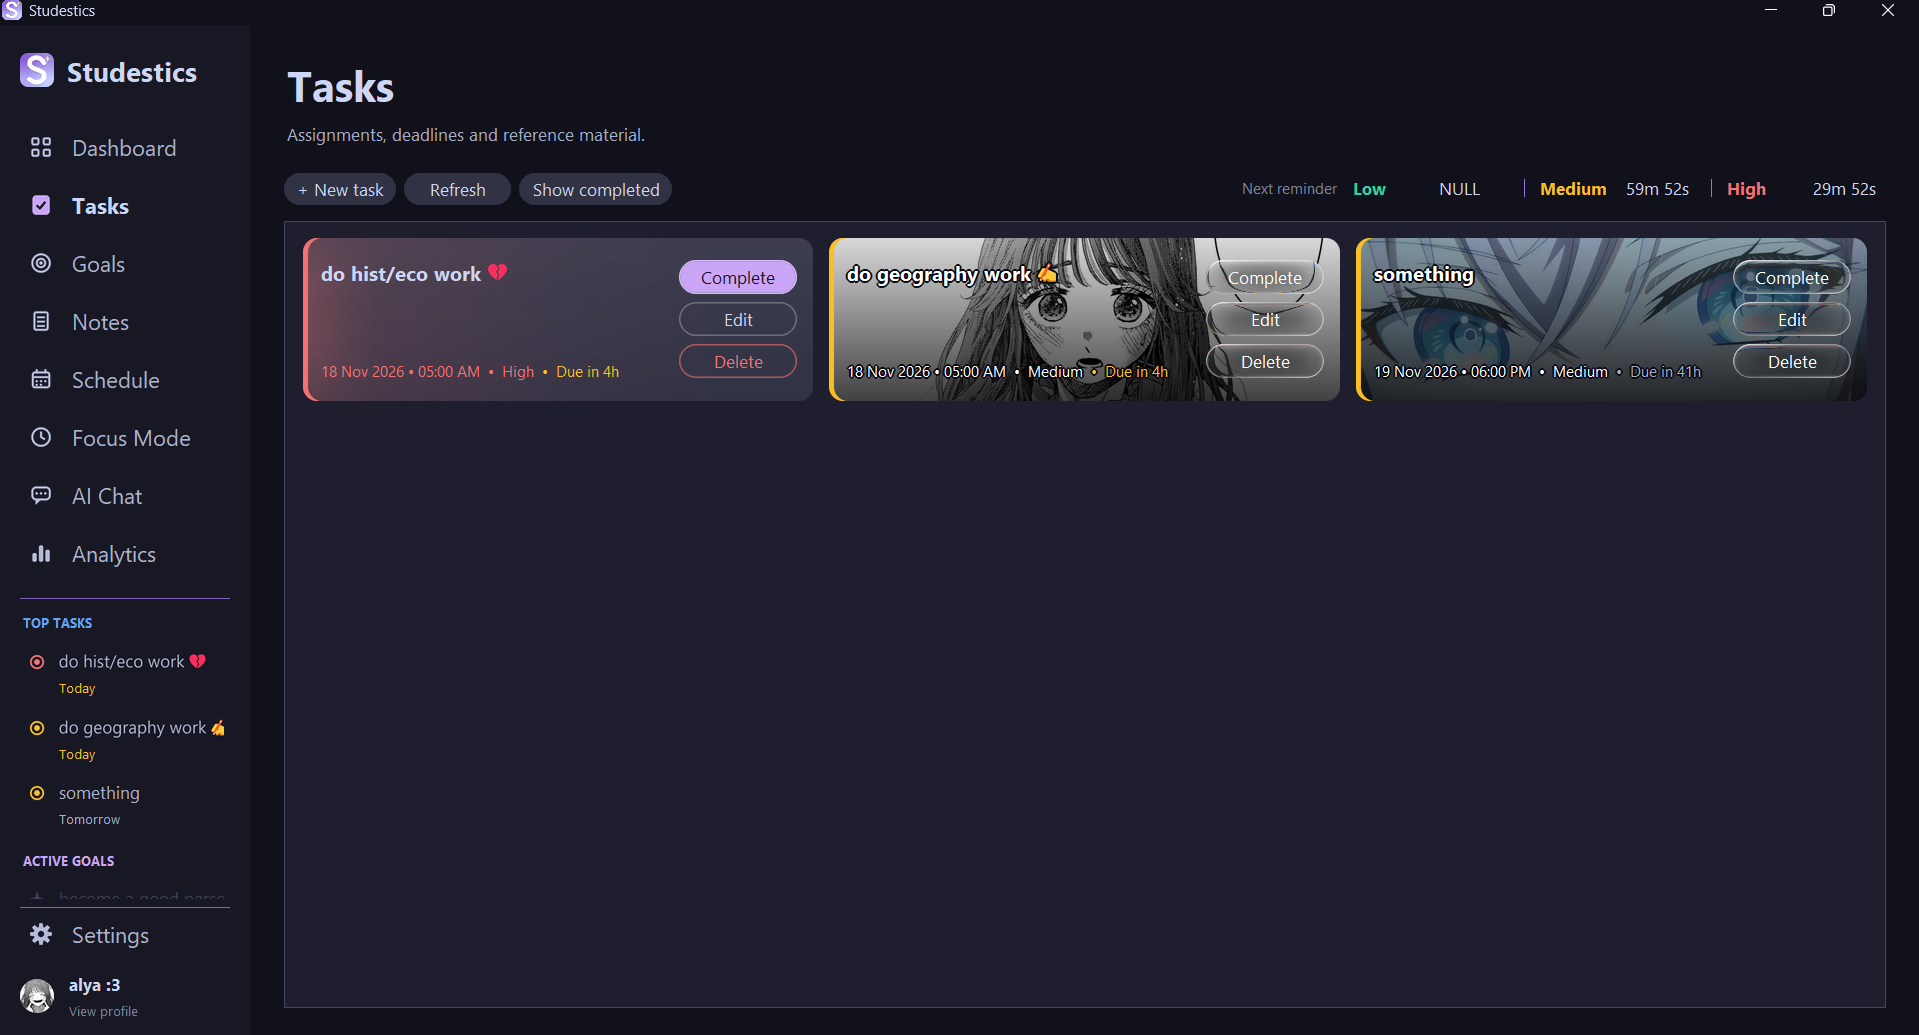 Studestics
Studestics
Dashboard
Tasks
Goals
Notes
Schedule
Focus Mode
AI Chat
Analytics
TOP TASKS
do hist/eco work 💔
Today
do geography work ✍️
Today
something
Tomorrow
ACTIVE GOALS
become a good perse
Settings
alya :3
View profile
Tasks
Assignments, deadlines and reference material.
+ New task Refresh Show completed
Next reminder Low NULL | Medium 59m 52s | High 29m 52s
do hist/eco work 💔
Complete
Edit
Delete
18 Nov 2026 • 05:00 AM • High • Due in 4h
do geography work ✍️
Complete
Edit
Delete
18 Nov 2026 • 05:00 AM • Medium • Due in 4h
something
Complete
Edit
Delete
19 Nov 2026 • 06:00 PM • Medium • Due in 41h